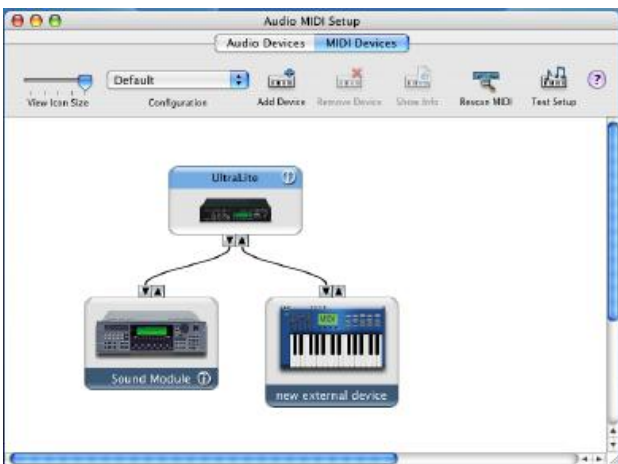 Audio MIDI Setup
Audio Devices MIDI Devices
Default
View Icon Size Configuration Add Device Remove Device Show Info Rescan MIDI Test Setup ?
UltraLite
MIDI
Sound Module
new external device